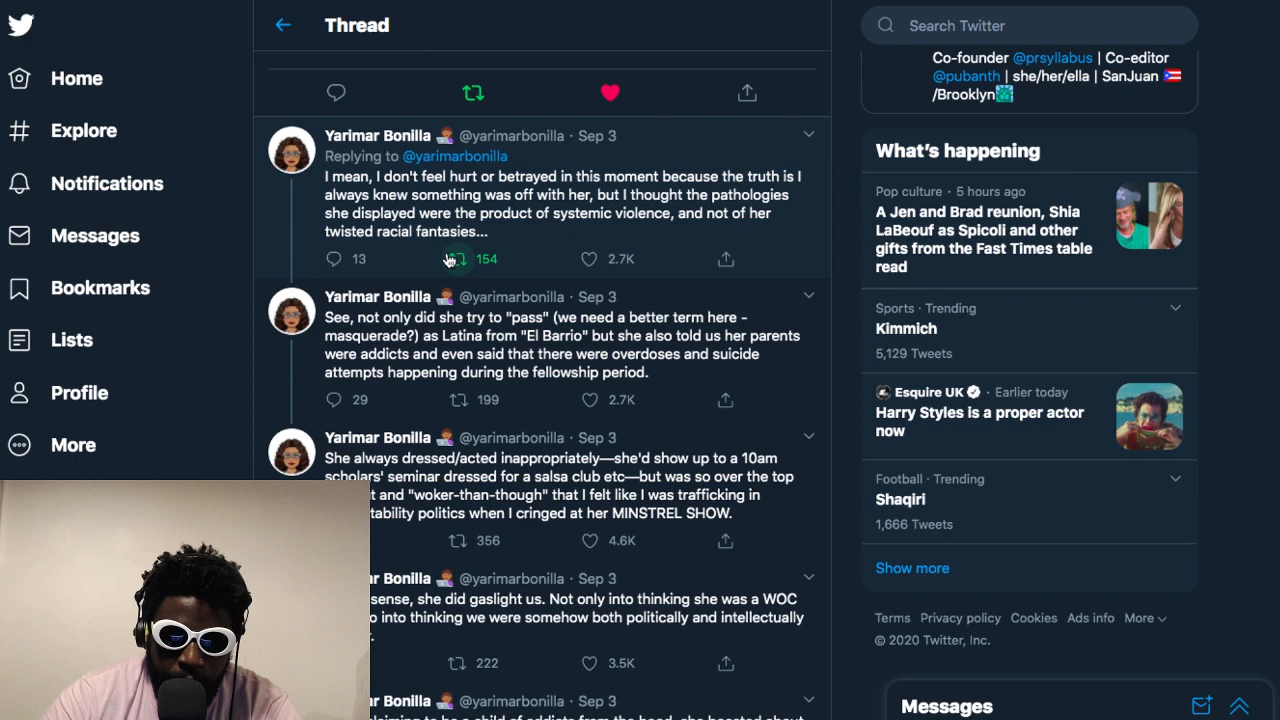 Thread
Search Twitter
Home
Explore
Notifications
Messages
Bookmarks
Lists
Profile
More
Yarimar Bonilla @yarimarbonilla · Sep 3
Replying to @yarimarbonilla
I mean, I don't feel hurt or betrayed in this moment because the truth is I
always knew something was off with her, but I thought the pathologies
she displayed were the product of systemic violence, and not of her
twisted racial fantasies...
13 154 2.7K
Yarimar Bonilla @yarimarbonilla · Sep 3
See, not only did she try to "pass" (we need a better term here -
masquerade?) as Latina from "El Barrio" but she also told us her parents
were addicts and even said that there were overdoses and suicide
attempts happening during the fellowship period.
29 199 2.7K
Yarimar Bonilla @yarimarbonilla · Sep 3
She always dressed/acted inappropriately—she'd show up to a 10am
scholars' seminar dressed for a salsa club etc—but was so over the top
and "woker-than-though" that I felt like I was trafficking in
tability politics when I cringed at her MINSTREL SHOW.
356 4.6K
Bonilla @yarimarbonilla · Sep 3
sense, she did gaslight us. Not only into thinking she was a WOC
into thinking we were somehow both politically and intellectually
222 3.5K
Bonilla @yarimarbonilla · Sep 3
to be a child of addicts from the hood, she boasted about
Co-founder @prsyllabus | Co-editor
@pubanth | she/her/ella | SanJuan
/Brooklyn
What's happening
Pop culture · 5 hours ago
A Jen and Brad reunion, Shia
LaBeouf as Spicoli and other
gifts from the Fast Times table
read
Sports · Trending
Kimmich
5,129 Tweets
Esquire UK · Earlier today
Harry Styles is a proper actor
now
Football · Trending
Shaqiri
1,666 Tweets
Show more
Terms Privacy policy Cookies Ads info More
© 2020 Twitter, Inc.
Messages